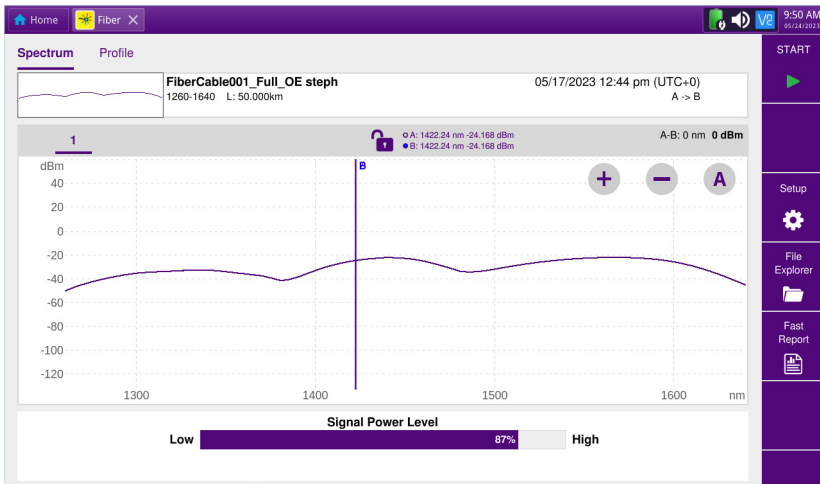 Home
Fiber
9:50 AM
05/24/2023
Spectrum Profile
START
FiberCable001_Full_OE steph
05/17/2023 12:44 pm (UTC+0)
1260-1640 L: 50.000km
A -> B
1
A: 1422.24 nm -24.168 dBm
B: 1422.24 nm -24.168 dBm
A-B: 0 nm 0 dBm
dBm
B
A
40
20
0
-20
-40
-60
-80
-100
-120
1300
1400
1500
1600
nm
Setup
File
Explorer
Fast
Report
Signal Power Level
Low
87%
High